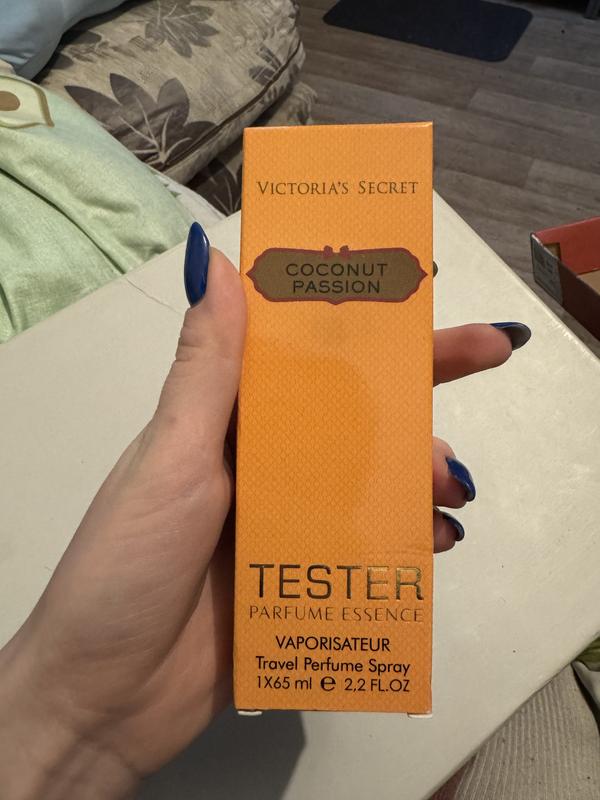 VICTORIA'S SECRET
COCONUT
PASSION
TESTER
PARFUME ESSENCE
VAPORISATEUR
Travel Perfume Spray
1X65 ml ℮ 2,2 FL.OZ